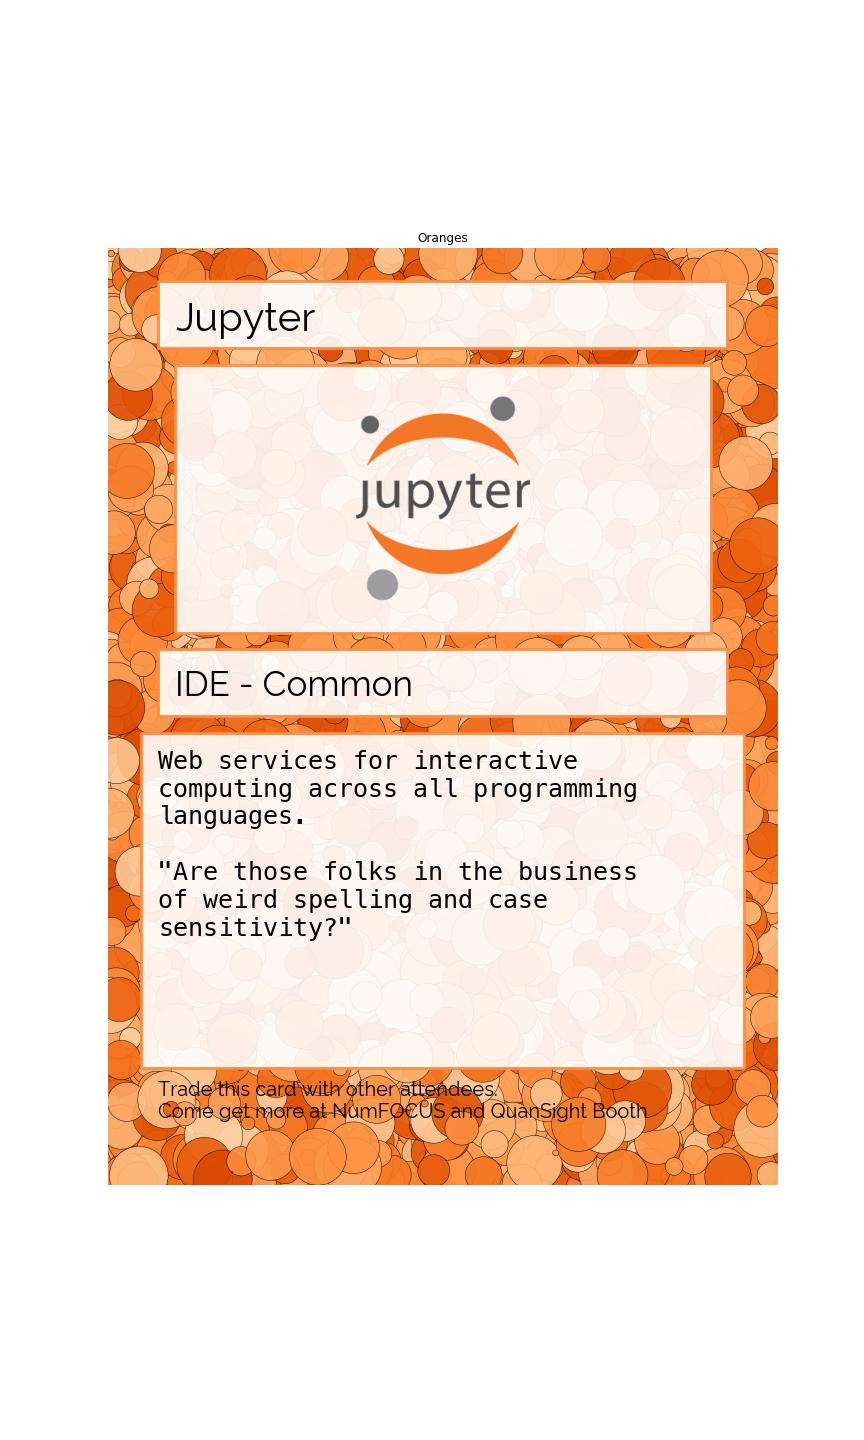 Oranges
Jupyter
jupyter
IDE - Common
Web services for interactive
computing across all programming
languages.
"Are those folks in the business
of weird spelling and case
sensitivity?"
Trade this card with other attendees.
Come get more at NumFOCUS and QuanSight Booth